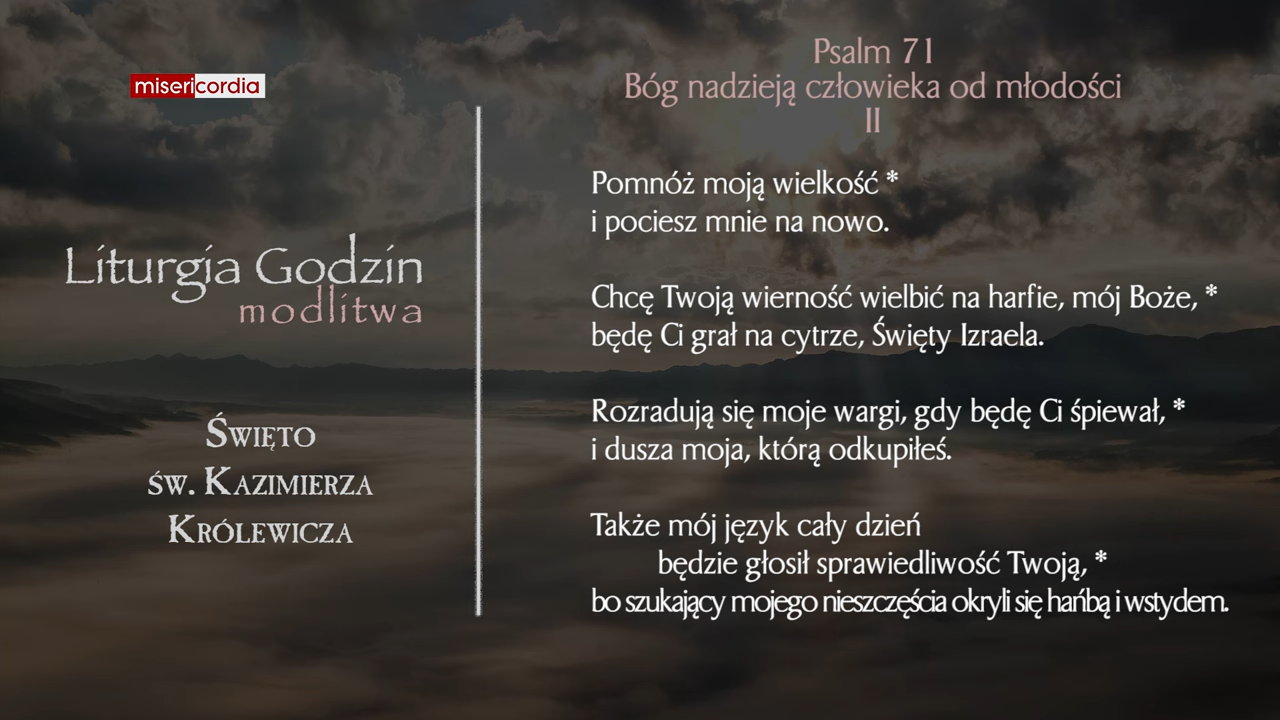 misericordia
Liturgia Godzin
modlitwa
Święto
św. Kazimierza
Królewicza
Psalm 71
Bóg nadzieją człowieka od młodości
II
Pomnóż moją wielkość *
i pociesz mnie na nowo.
Chcę Twoją wierność wielbić na harfie, mój Boże, *
będę Ci grał na cytrze, Święty Izraela.
Rozradują się moje wargi, gdy będę Ci śpiewał, *
i dusza moja, którą odkupiłeś.
Także mój język cały dzień
będzie głosił sprawiedliwość Twoją, *
bo szukający mojego nieszczęścia okryli się hańbą i wstydem.